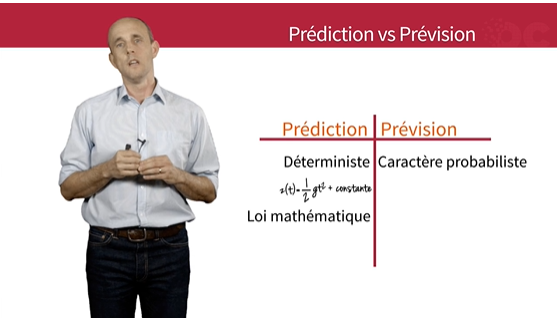 Prédiction vs Prévision
Prédiction Prévision
Déterministe Caractère probabiliste
z(t)=1/2 gt² + constante
Loi mathématique